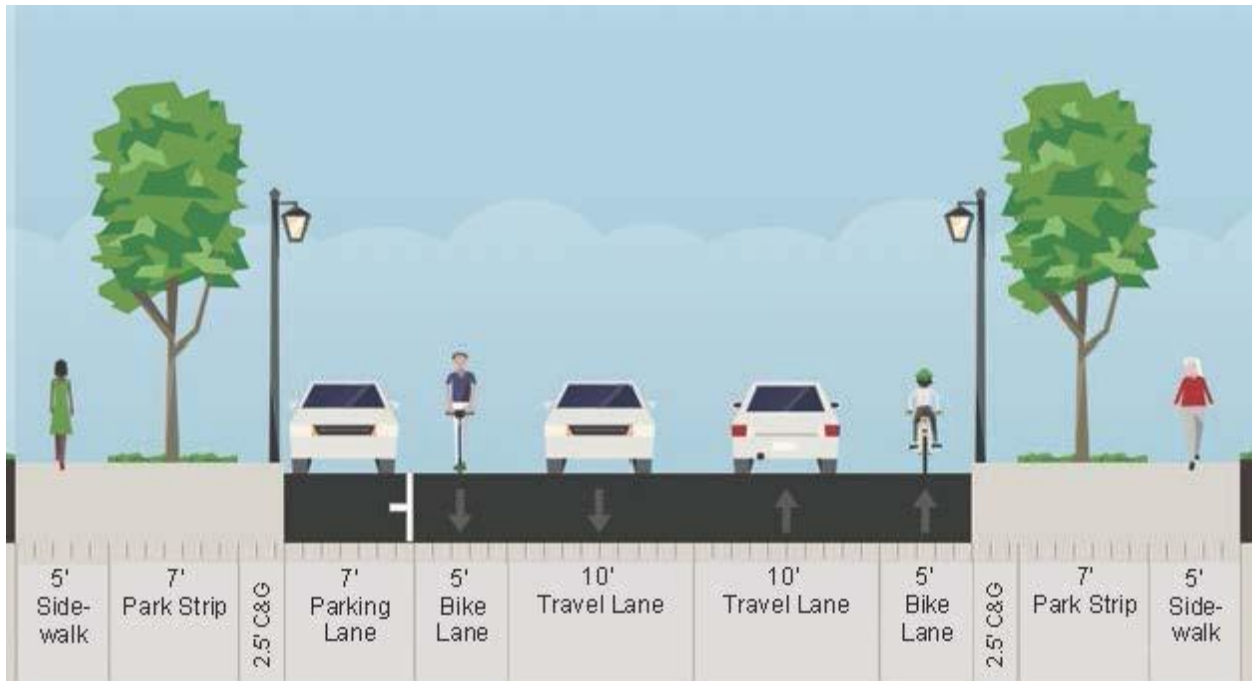 5'
Side-
walk
7'
Park Strip
2.5' C&G
7'
Parking
Lane
5'
Bike
Lane
10'
Travel Lane
10'
Travel Lane
5'
Bike
Lane
2.5' C&G
7'
Park Strip
5'
Side-
walk